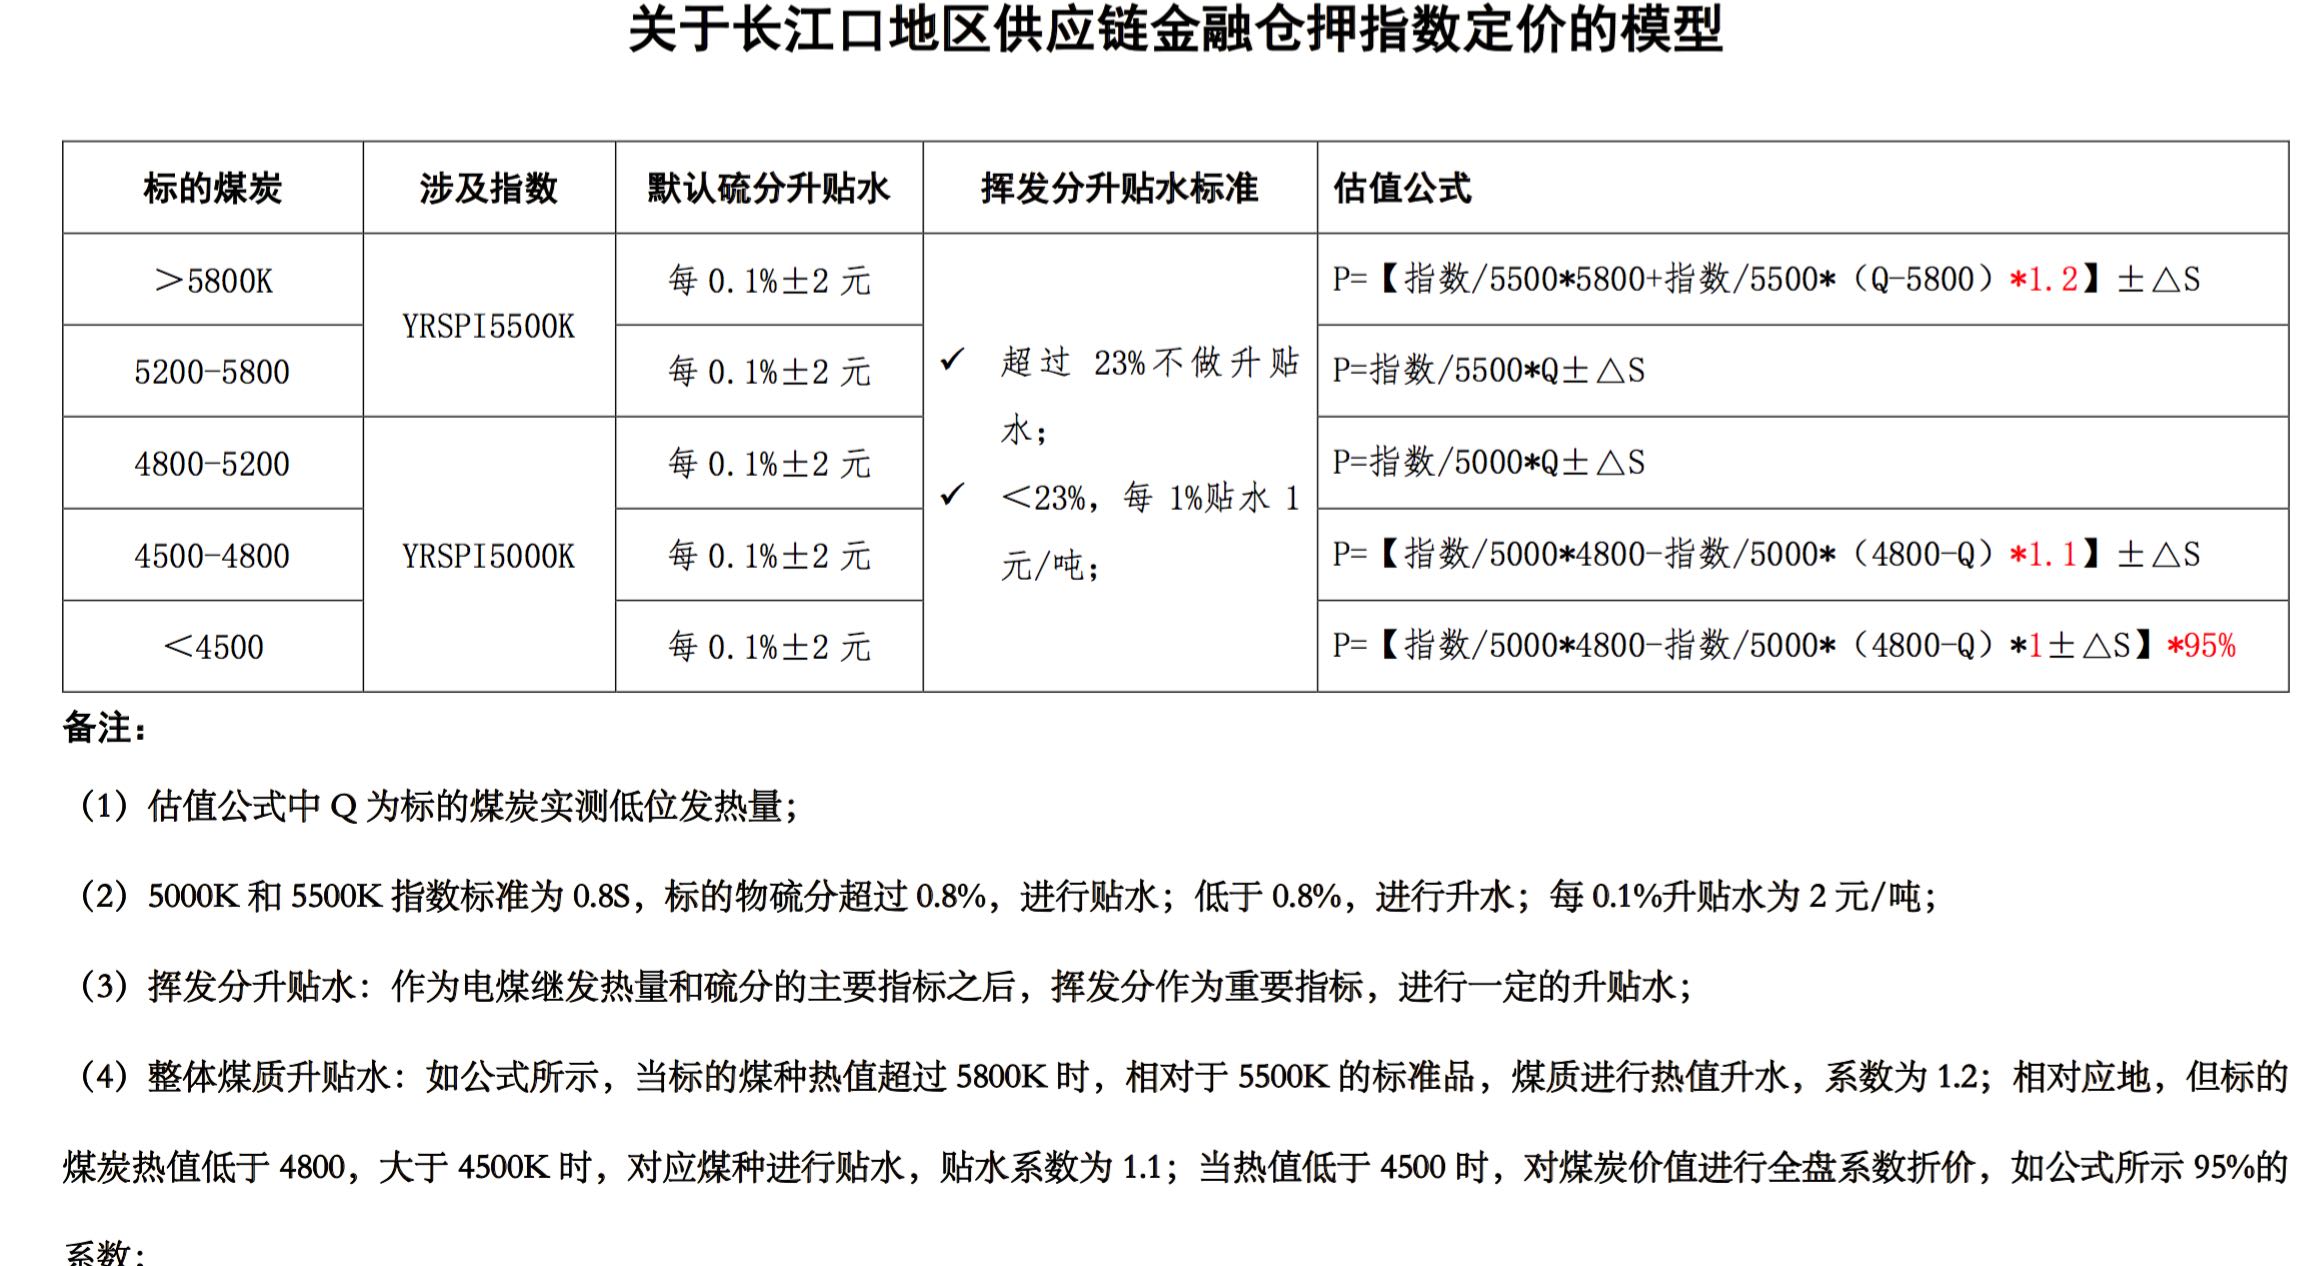 关于长江口地区供应链金融仓押指数定价的模型
标的煤炭 涉及指数 默认硫分升贴水 挥发分升贴水标准 估值公式
＞5800K YRSPI5500K 每 0.1%±2 元 P=【指数/5500*5800+指数/5500*（Q-5800）*1.2】±△S
5200-5800 每 0.1%±2 元 P=指数/5500*Q±△S
✓ 超过 23%不做升贴
水；
✓ ＜23%，每 1%贴水 1
元/吨；
4800-5200 YRSPI5000K 每 0.1%±2 元 P=指数/5000*Q±△S
4500-4800 每 0.1%±2 元 P=【指数/5000*4800-指数/5000*（4800-Q）*1.1】±△S
＜4500 每 0.1%±2 元 P=【指数/5000*4800-指数/5000*（4800-Q）*1±△S】*95%
备注：
（1）估值公式中 Q 为标的煤炭实测低位发热量；
（2）5000K 和 5500K 指数标准为 0.8S，标的物硫分超过 0.8%，进行贴水；低于 0.8%，进行升水；每 0.1%升贴水为 2 元/吨；
（3）挥发分升贴水：作为电煤继发热量和硫分的主要指标之后，挥发分作为重要指标，进行一定的升贴水；
（4）整体煤质升贴水：如公式所示，当标的煤种热值超过 5800K 时，相对于 5500K 的标准品，煤质进行热值升水，系数为 1.2；相对应地，但标的
煤炭热值低于 4800，大于 4500K 时，对应煤种进行贴水，贴水系数为 1.1；当热值低于 4500 时，对煤炭价值进行全盘系数折价，如公式所示 95%的
系数；